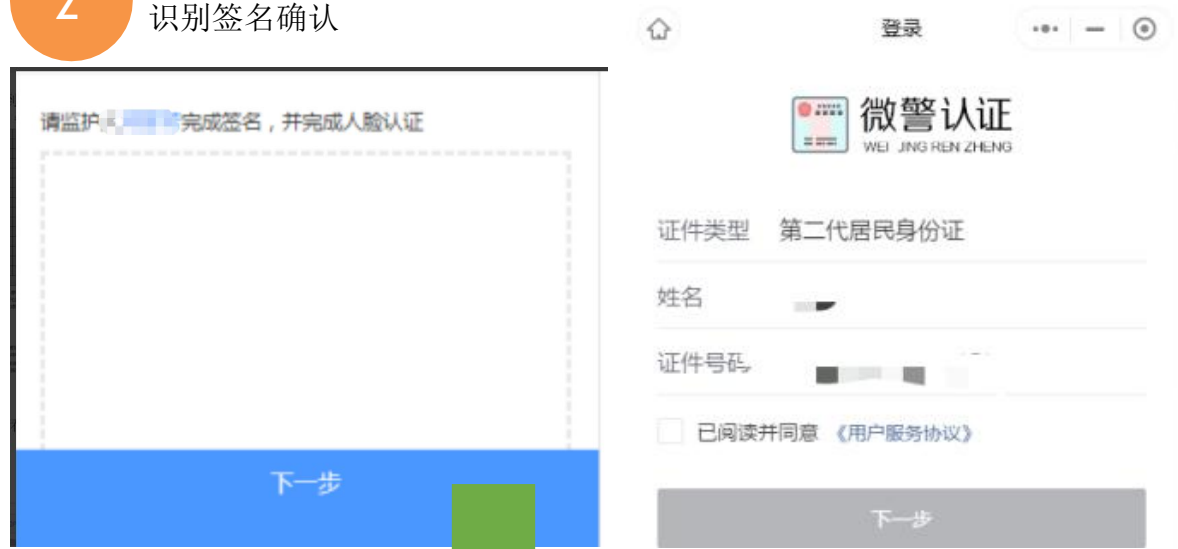 2
识别签名确认
请监护
完成签名，并完成人脸认证
下一步
登录
微警认证
WEI JING REN ZHENG
证件类型 第二代居民身份证
姓名
证件号码
已阅读并同意 《用户服务协议》
下一步